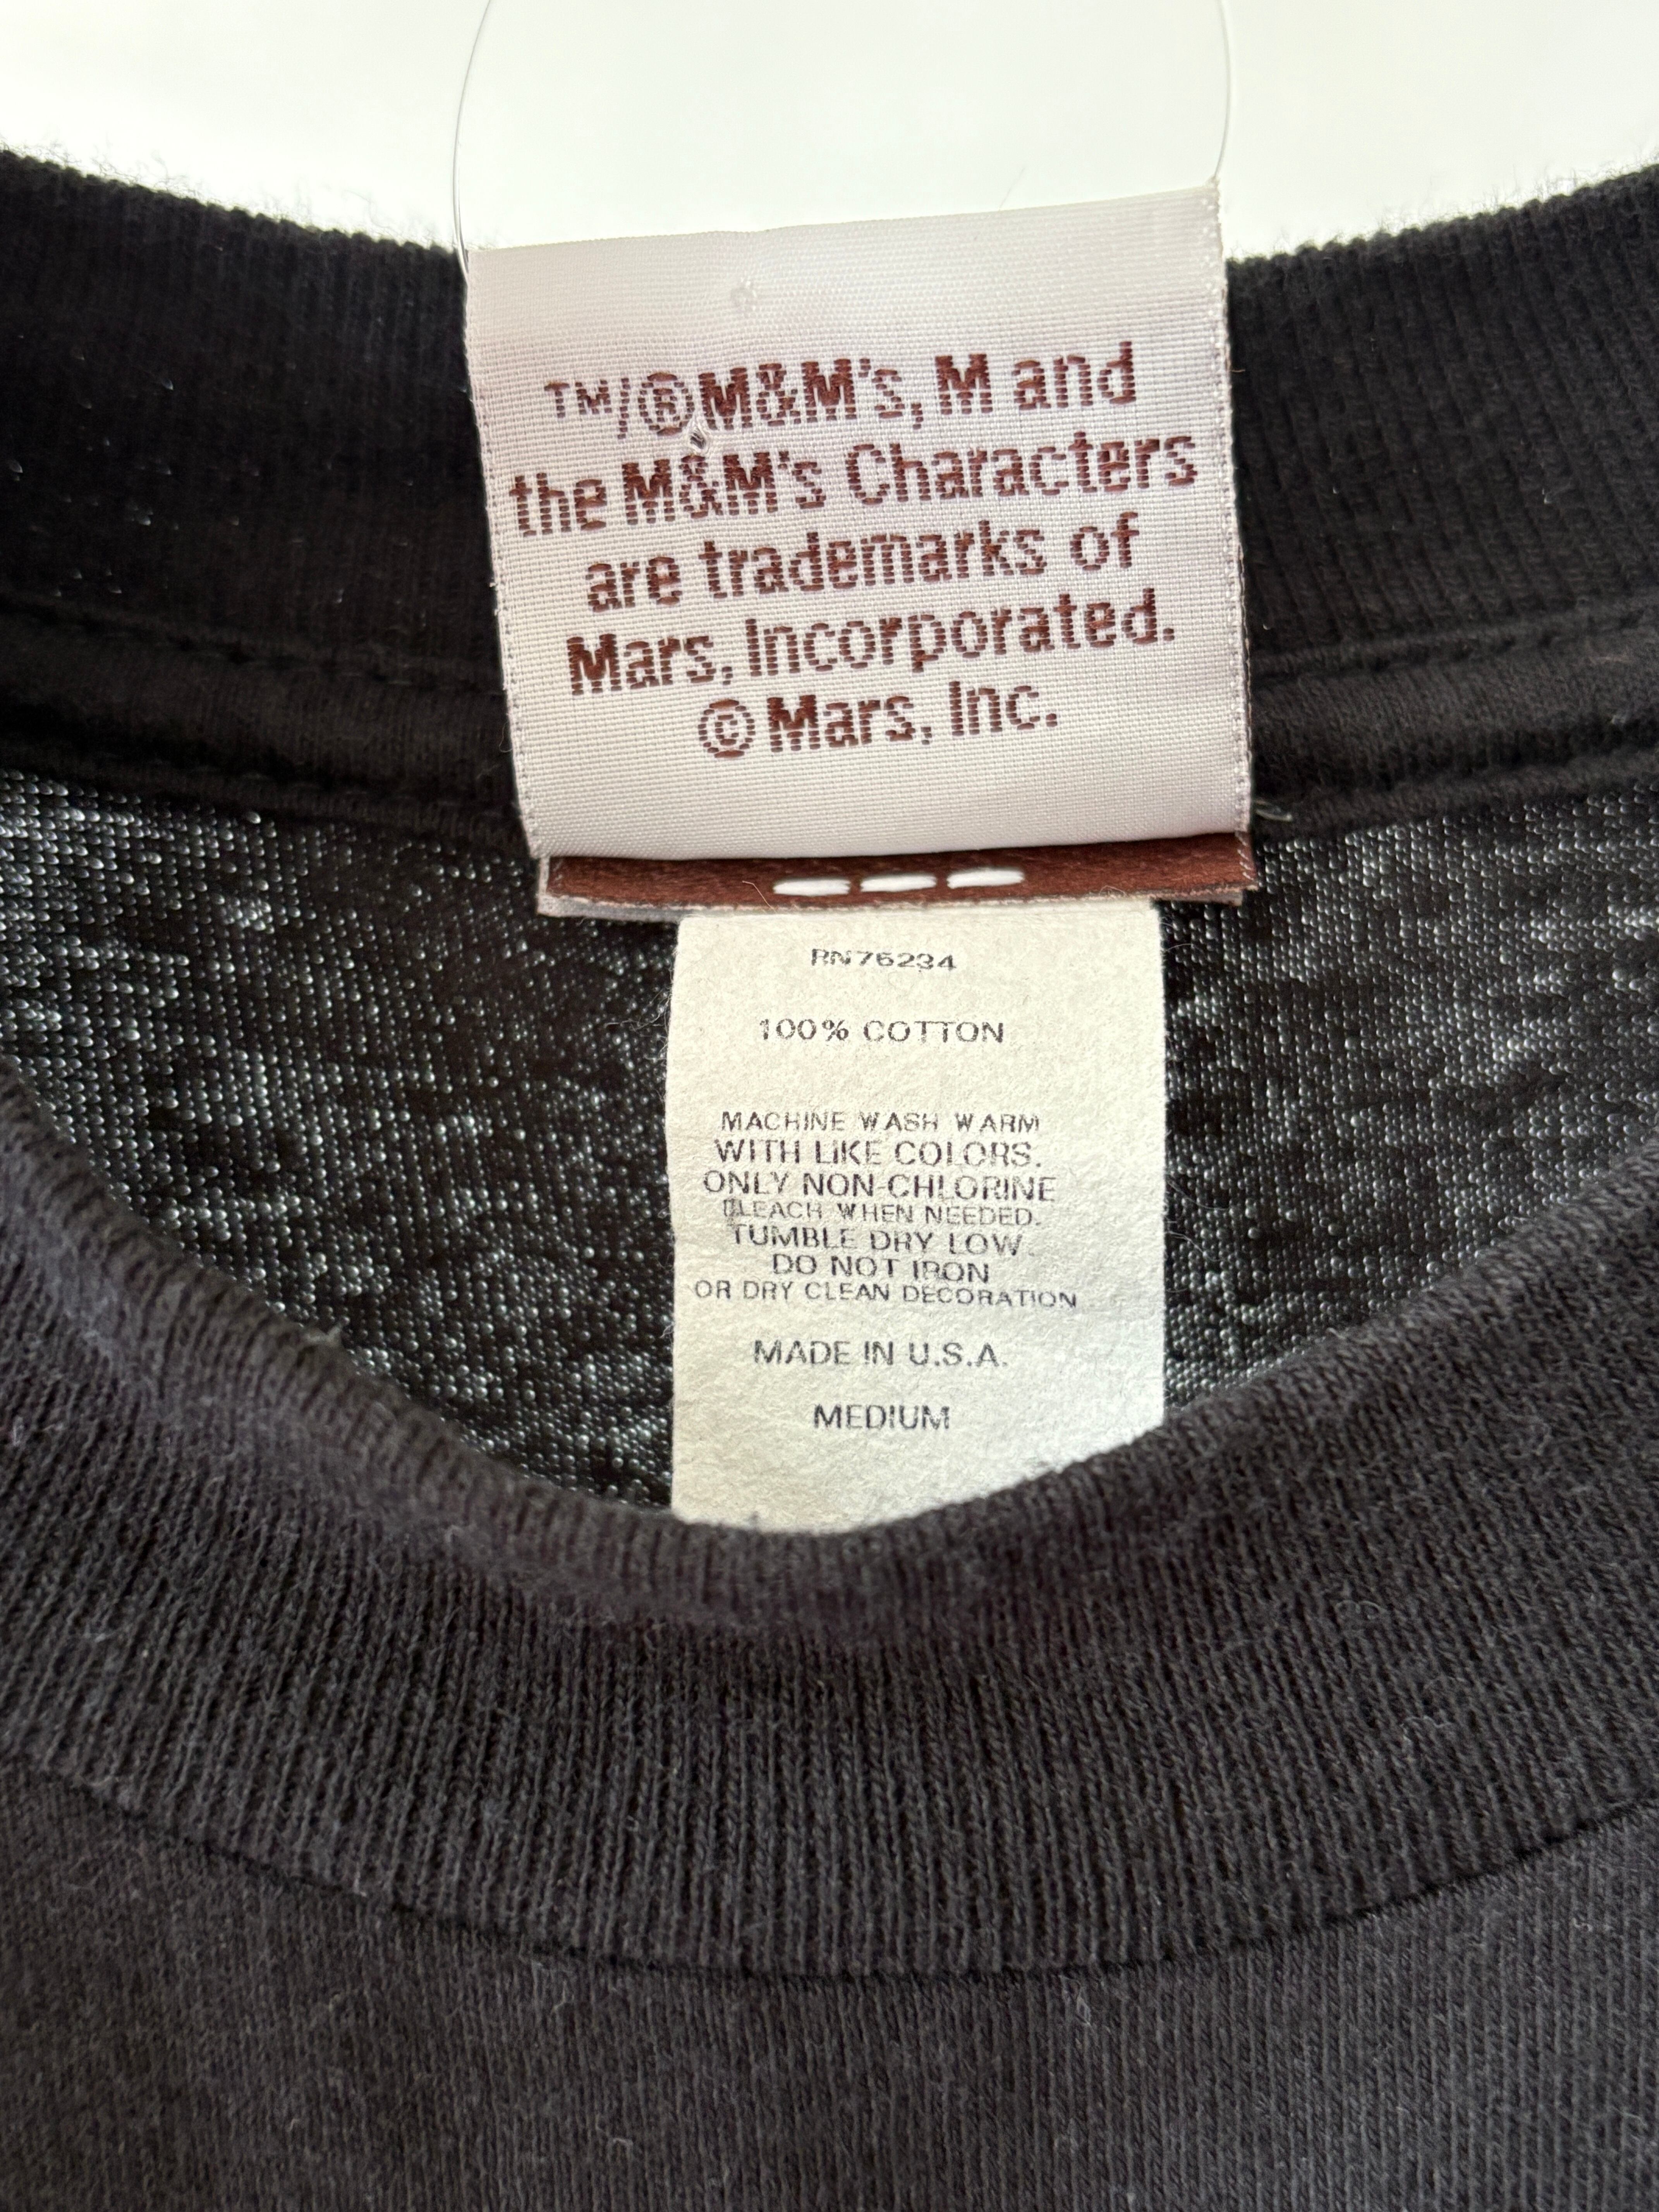 ™/®M&M's, M and
the M&M's Characters
are trademarks of
Mars, Incorporated.
© Mars, Inc.
RN76234
100% COTTON
MACHINE WASH WARM
WITH LIKE COLORS.
ONLY NON-CHLORINE
BLEACH WHEN NEEDED.
TUMBLE DRY LOW.
DO NOT IRON
OR DRY CLEAN DECORATION
MADE IN U.S.A.
MEDIUM